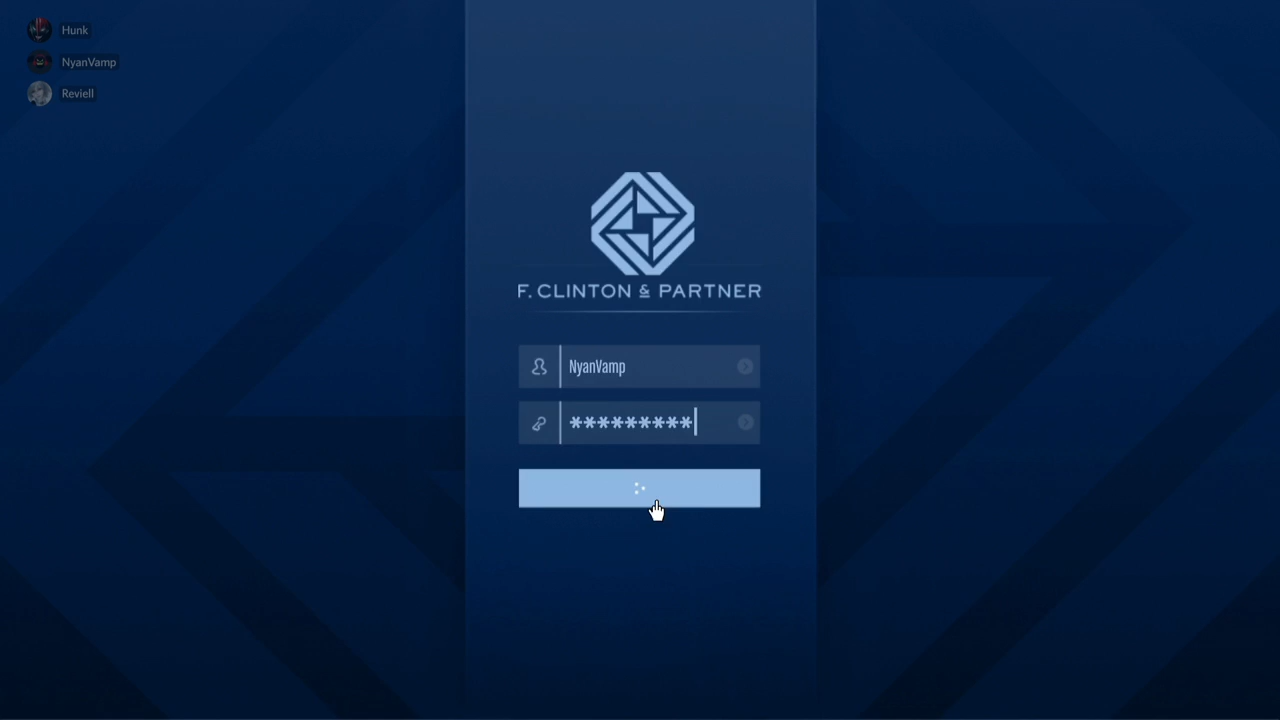 Hunk
NyanVamp
Reviell
F. CLINTON & PARTNER
NyanVamp
*********